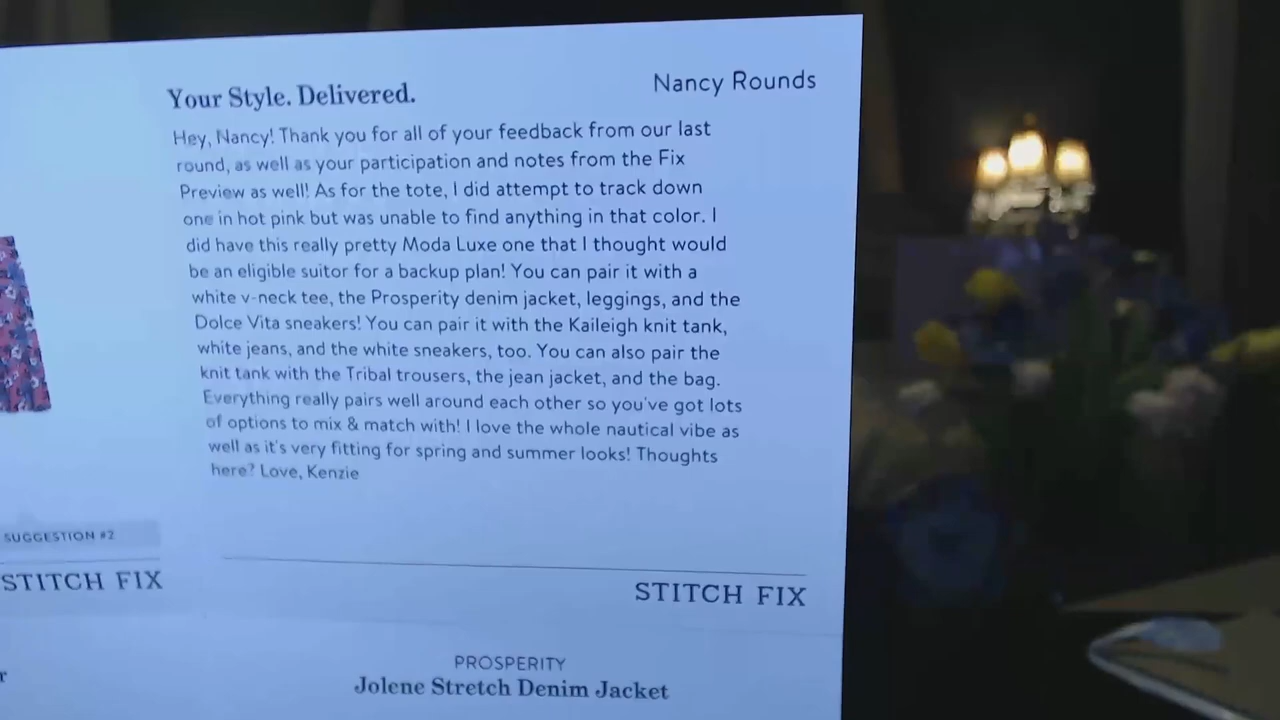 Your Style. Delivered.
Nancy Rounds
Hey, Nancy! Thank you for all of your feedback from our last
round, as well as your participation and notes from the Fix
Preview as well! As for the tote, I did attempt to track down
one in hot pink but was unable to find anything in that color. I
did have this really pretty Moda Luxe one that I thought would
be an eligible suitor for a backup plan! You can pair it with a
white v-neck tee, the Prosperity denim jacket, leggings, and the
Dolce Vita sneakers! You can pair it with the Kaileigh knit tank,
white jeans, and the white sneakers, too. You can also pair the
knit tank with the Tribal trousers, the jean jacket, and the bag.
Everything really pairs well around each other so you've got lots
of options to mix & match with! I love the whole nautical vibe as
well as it's very fitting for spring and summer looks! Thoughts
here? Love, Kenzie
SUGGESTION #2
STITCH FIX
STITCH FIX
PROSPERITY
Jolene Stretch Denim Jacket